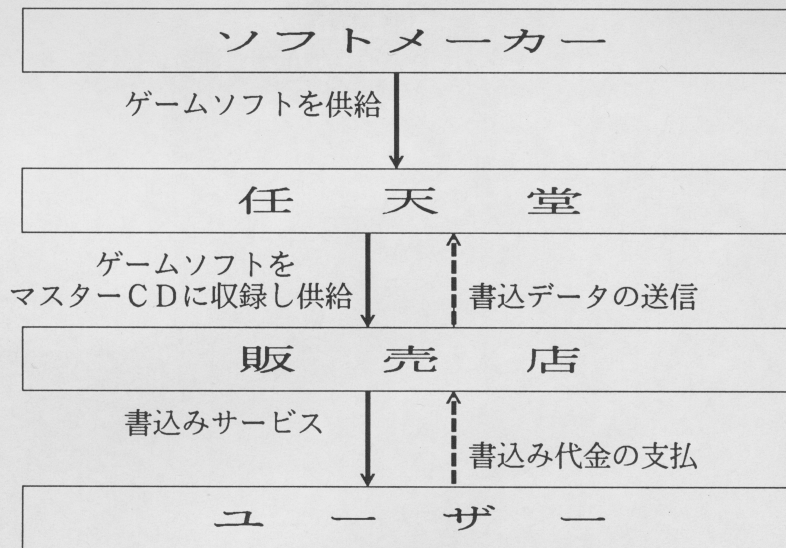 ソフトメーカー
ゲームソフトを供給
任天堂
ゲームソフトを
マスターCDに収録し供給
書込データの送信
販売店
書込みサービス
書込み代金の支払
ユーザー